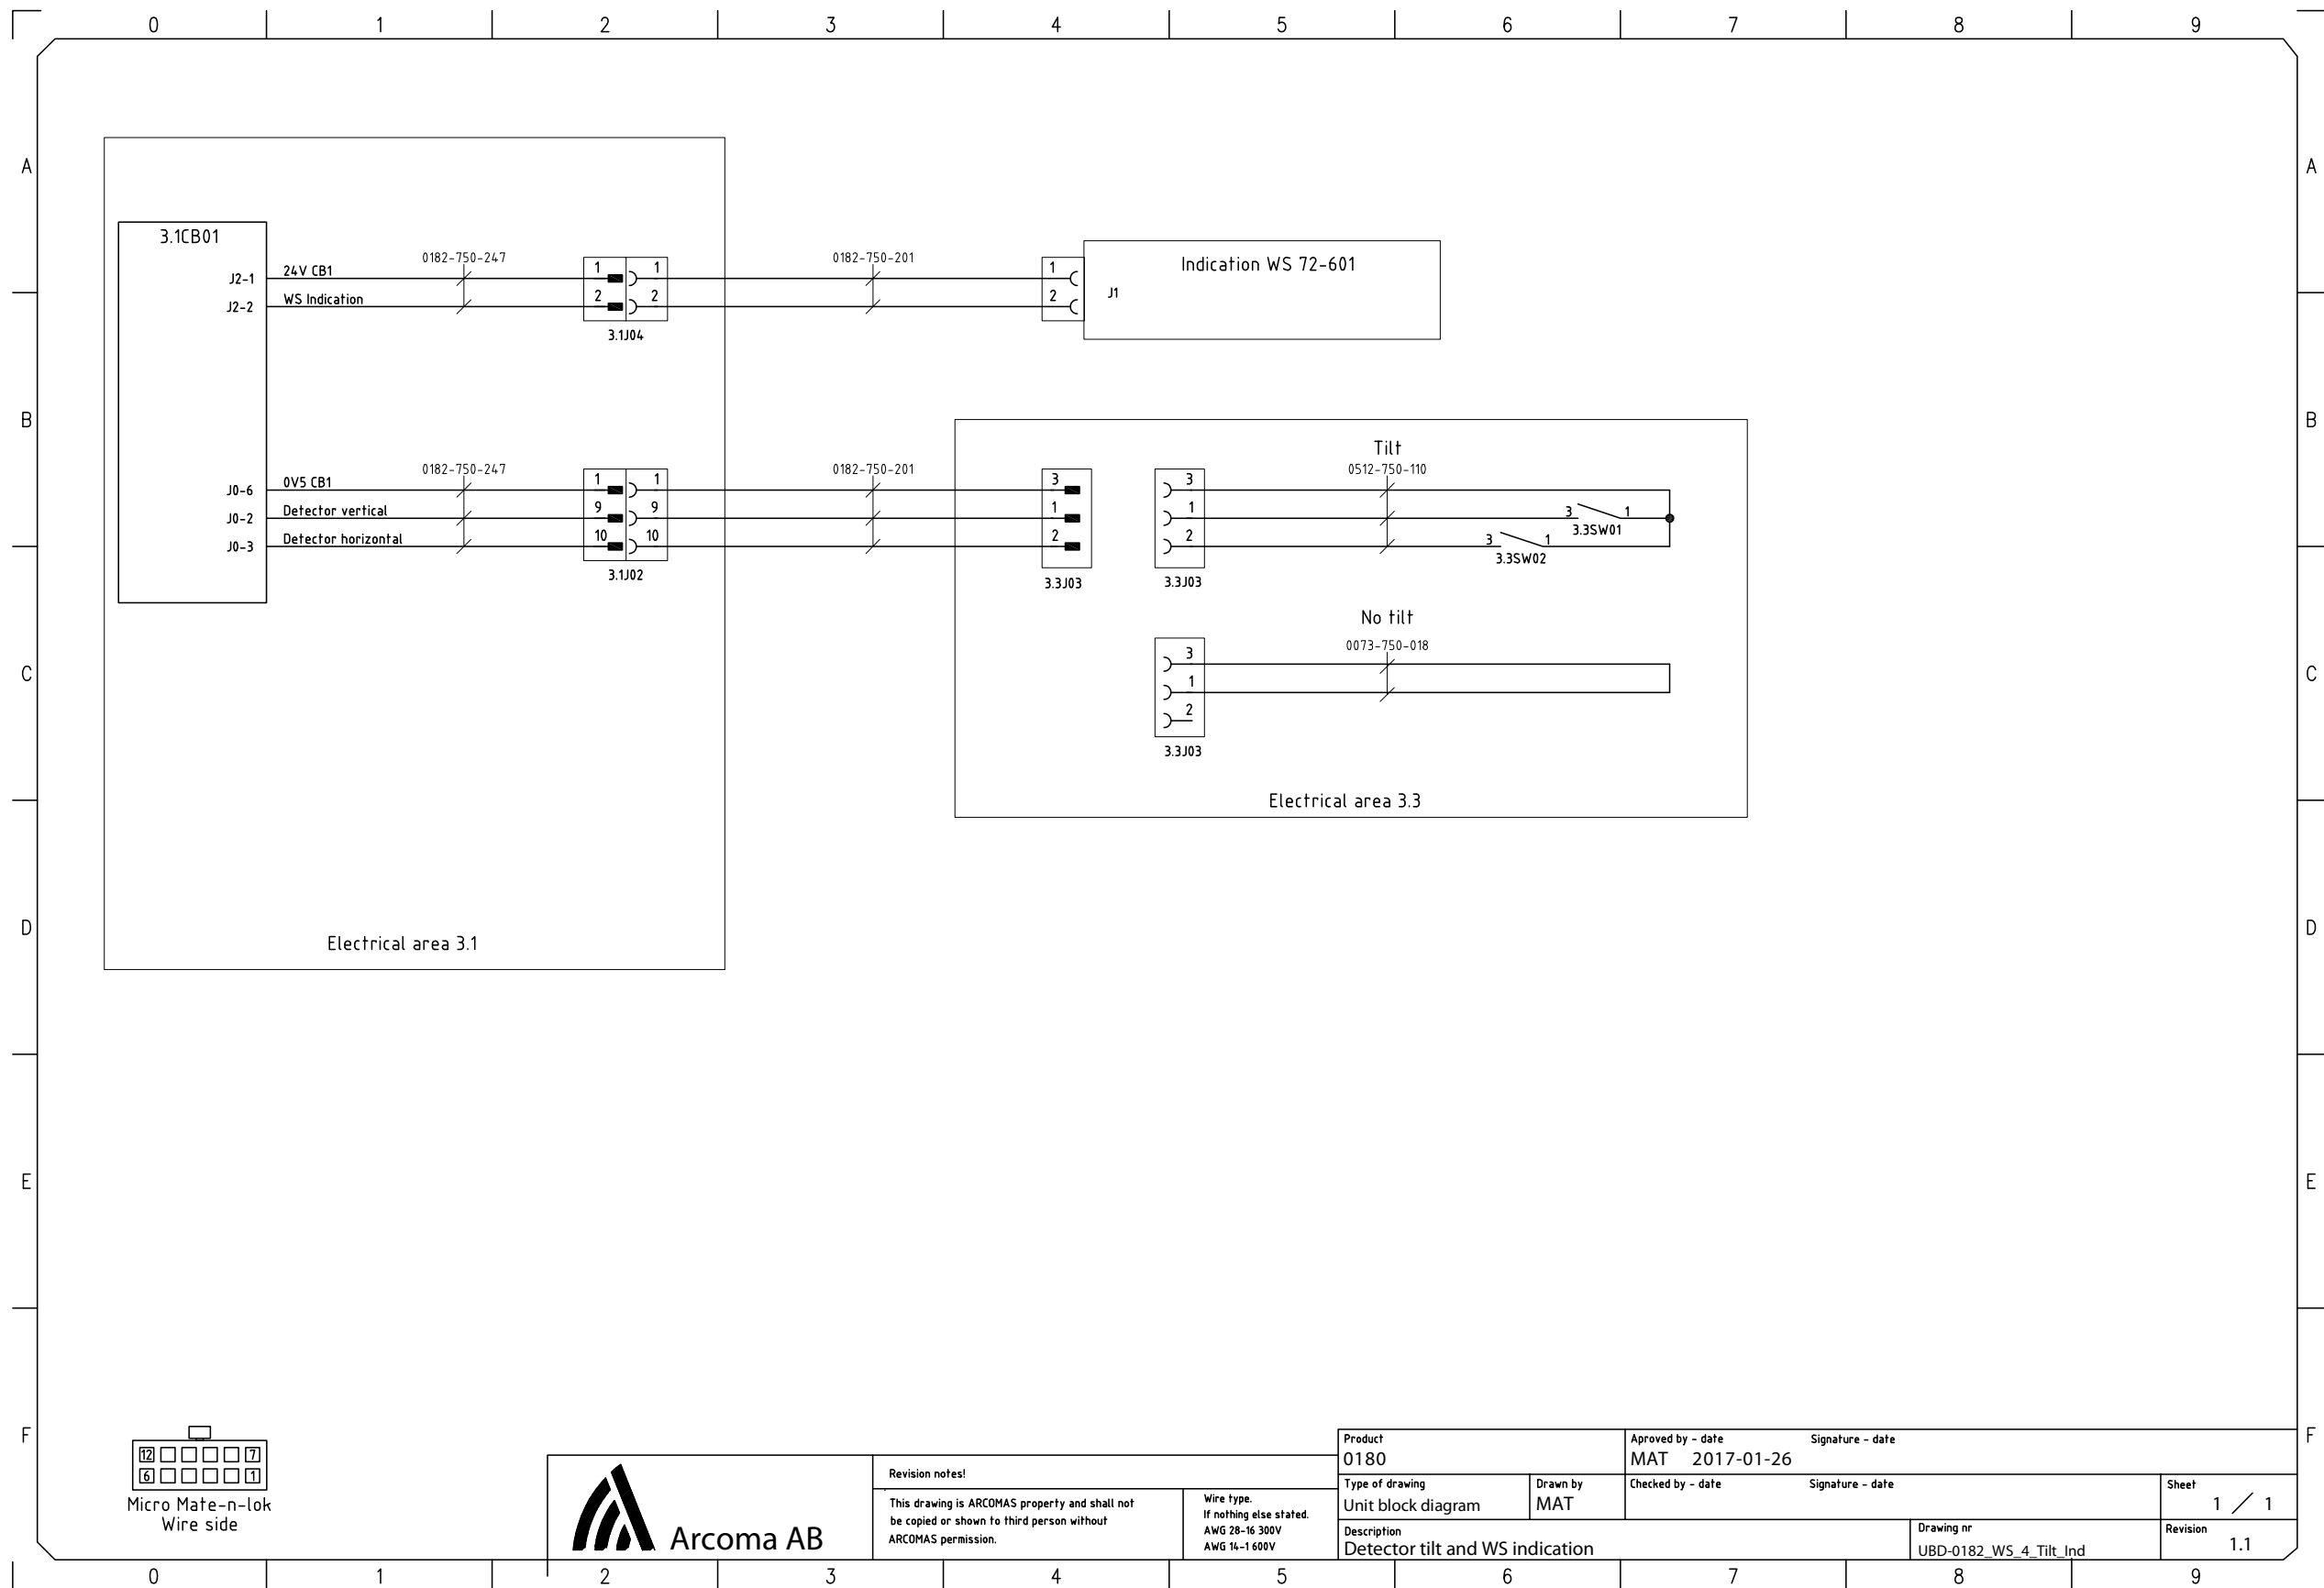 0 1 2 3 4 5 6 7 8 9
A A
3.1CB01
J2-1 24V CB1 0182-750-247 1 1 0182-750-201 1 Indication WS 72-601
J2-2 WS Indication 2 2 2 J1
3.1J04
B B
Tilt
0182-750-247 0182-750-201 0512-750-110
J0-6 0V5 CB1 1 1 3 3
J0-2 Detector vertical 9 9 1 1 3 1
3.3SW01
J0-3 Detector horizontal 10 10 2 2 3 1
3.3SW02
3.1J02 3.3J03 3.3J03
No tilt
0073-750-018
3
C C
1
2
3.3J03
Electrical area 3.3
D D
Electrical area 3.1
E E
F F
12 7
6 1
Micro Mate-n-lok
Wire side
Arcoma AB
Revision notes!
This drawing is ARCOMAS property and shall not
be copied or shown to third person without
ARCOMAS permission.
Wire type.
If nothing else stated.
AWG 28-16 300V
AWG 14-1 600V
Product
0180
Aproved by - date Signature - date
MAT 2017-01-26
Type of drawing
Unit block diagram
Drawn by
MAT
Checked by - date Signature - date
Sheet
1 / 1
Description
Detector tilt and WS indication
Drawing nr
UBD-0182_WS_4_Tilt_Ind
Revision
1.1
0 1 2 3 4 5 6 7 8 9